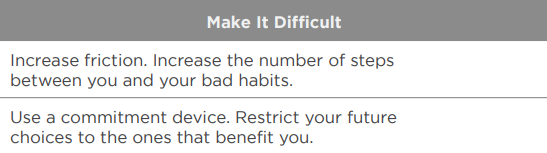 Make It Difficult
Increase friction. Increase the number of steps
between you and your bad habits.
Use a commitment device. Restrict your future
choices to the ones that benefit you.